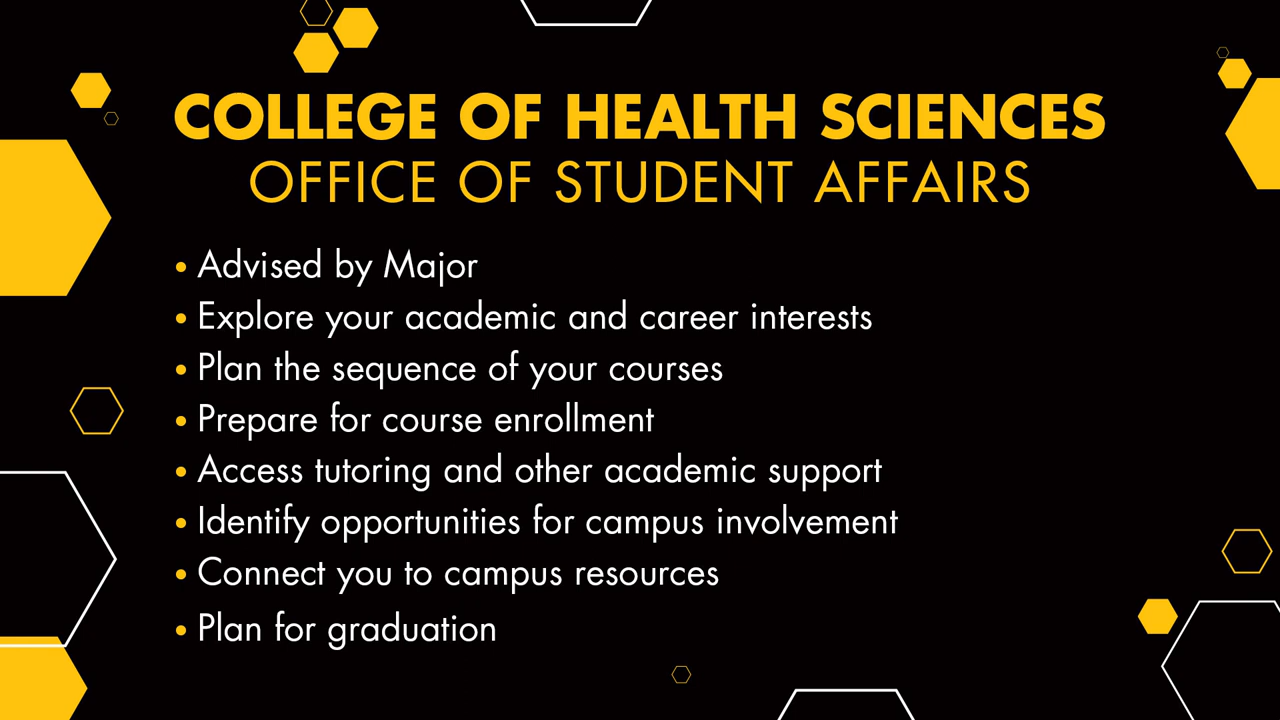 COLLEGE OF HEALTH SCIENCES
OFFICE OF STUDENT AFFAIRS
• Advised by Major
• Explore your academic and career interests
• Plan the sequence of your courses
• Prepare for course enrollment
• Access tutoring and other academic support
• Identify opportunities for campus involvement
• Connect you to campus resources
• Plan for graduation